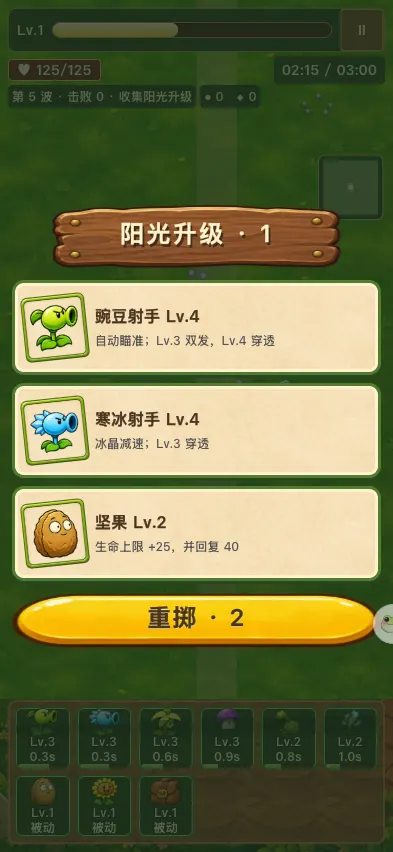 Lv.1
II
♥ 125/125
02:15 / 03:00
第 5 波 · 击败 0 · 收集阳光升级
● 0 ◆ 0
阳光升级 · 1
豌豆射手 Lv.4
自动瞄准；Lv.3 双发，Lv.4 穿透
寒冰射手 Lv.4
冰晶减速；Lv.3 穿透
坚果 Lv.2
生命上限 +25，并回复 40
重掷 · 2
Lv.3 Lv.3 Lv.3 Lv.3 Lv.2 Lv.2
0.3s 0.3s 0.6s 0.9s 0.8s 1.0s
Lv.1 Lv.1 Lv.1
被动 被动 被动